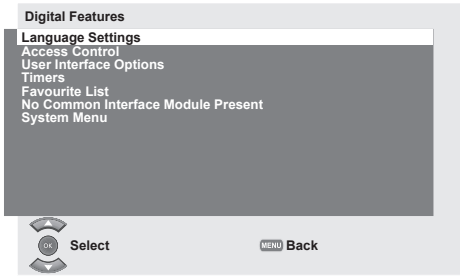 Digital Features
Language Settings
Access Control
User Interface Options
Timers
Favourite List
No Common Interface Module Present
System Menu
OK Select MENU Back